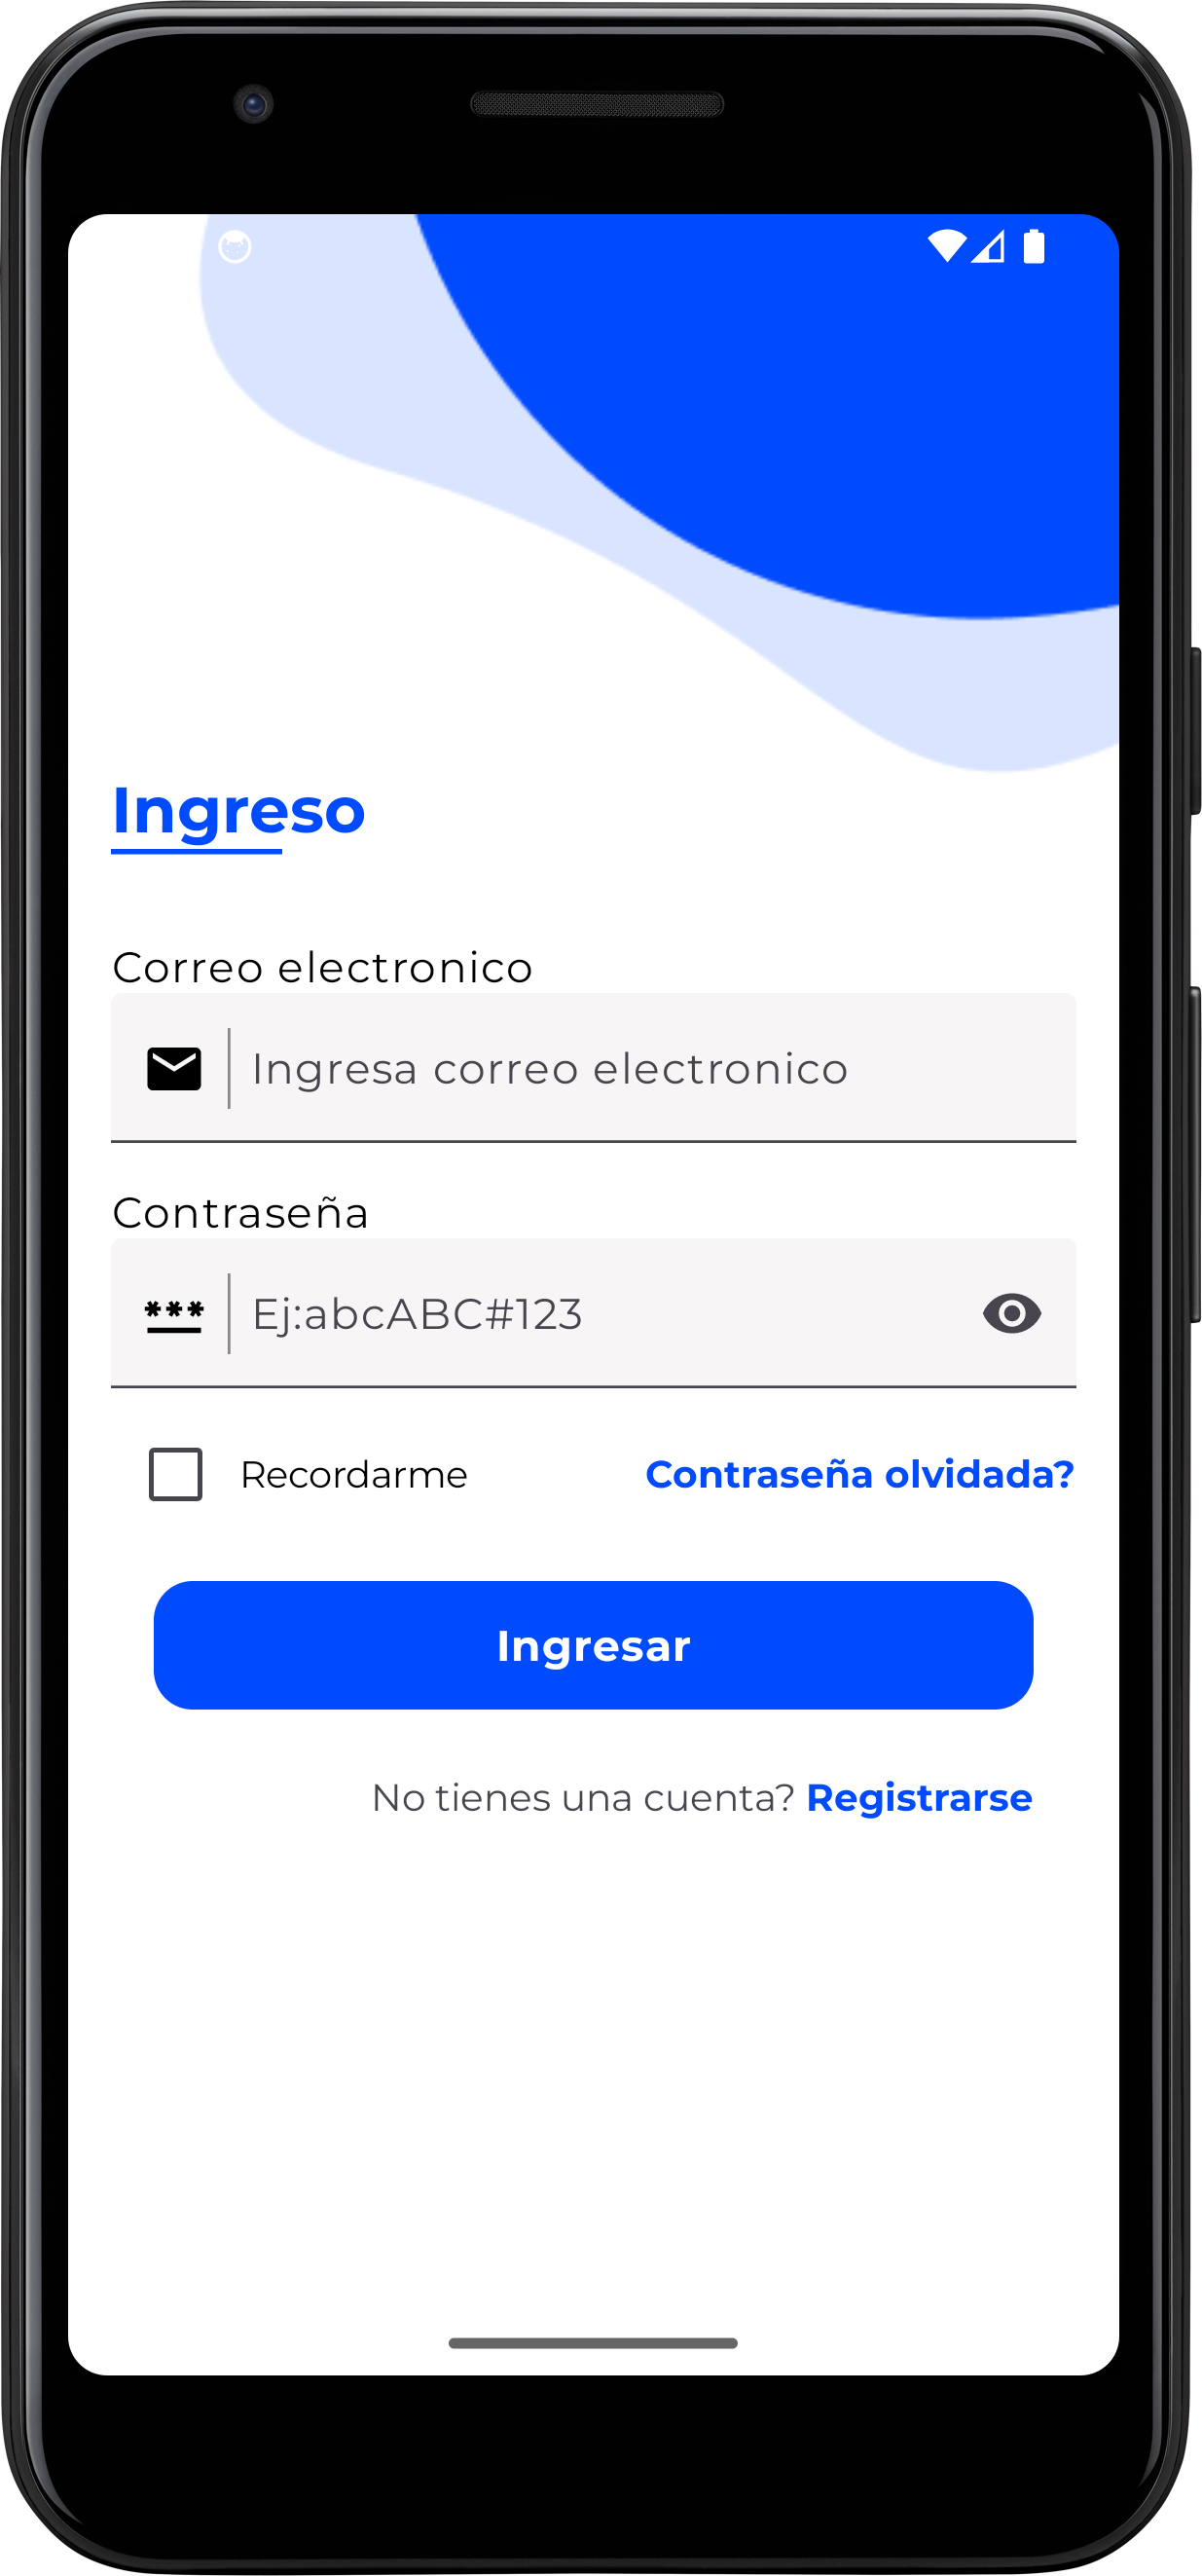 Ingreso
Correo electronico
Ingresa correo electronico
Contraseña
Ej:abcABC#123
Recordarme Contraseña olvidada?
Ingresar
No tienes una cuenta? Registrarse